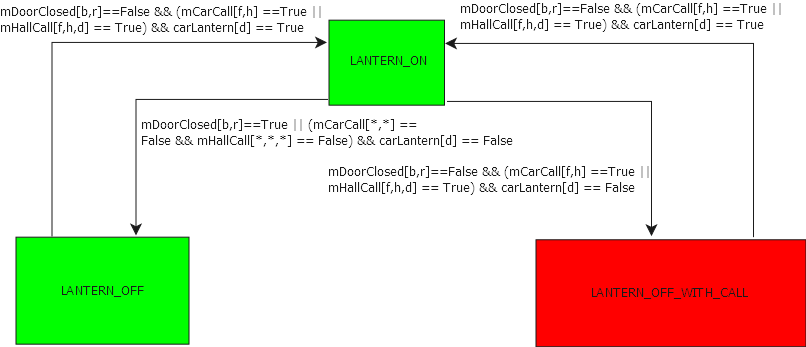 mDoorClosed[b,r]==False && (mCarCall[f,h] ==True ||
mHallCall[f,h,d] == True) && carLantern[d] == True
mDoorClosed[b,r]==False && (mCarCall[f,h] ==True ||
mHallCall[f,h,d] == True) && carLantern[d] == True
LANTERN_ON
mDoorClosed[b,r]==True || (mCarCall[*,*] ==
False && mHallCall[*,*,*] == False) && carLantern[d] == False
mDoorClosed[b,r]==False && (mCarCall[f,h] ==True ||
mHallCall[f,h,d] == True) && carLantern[d] == False
LANTERN_OFF
LANTERN_OFF_WITH_CALL